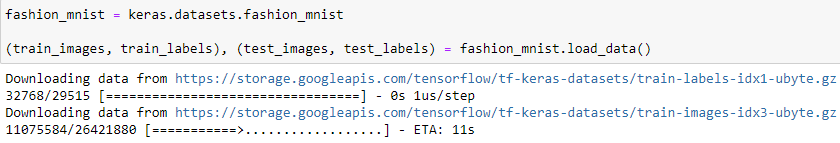 fashion_mnist = keras.datasets.fashion_mnist
(train_images, train_labels), (test_images, test_labels) = fashion_mnist.load_data()
Downloading data from https://storage.googleapis.com/tensorflow/tf-keras-datasets/train-labels-idx1-ubyte.gz
32768/29515 [=================================] - 0s 1us/step
Downloading data from https://storage.googleapis.com/tensorflow/tf-keras-datasets/train-images-idx3-ubyte.gz
11075584/26421880 [===========>..................] - ETA: 11s